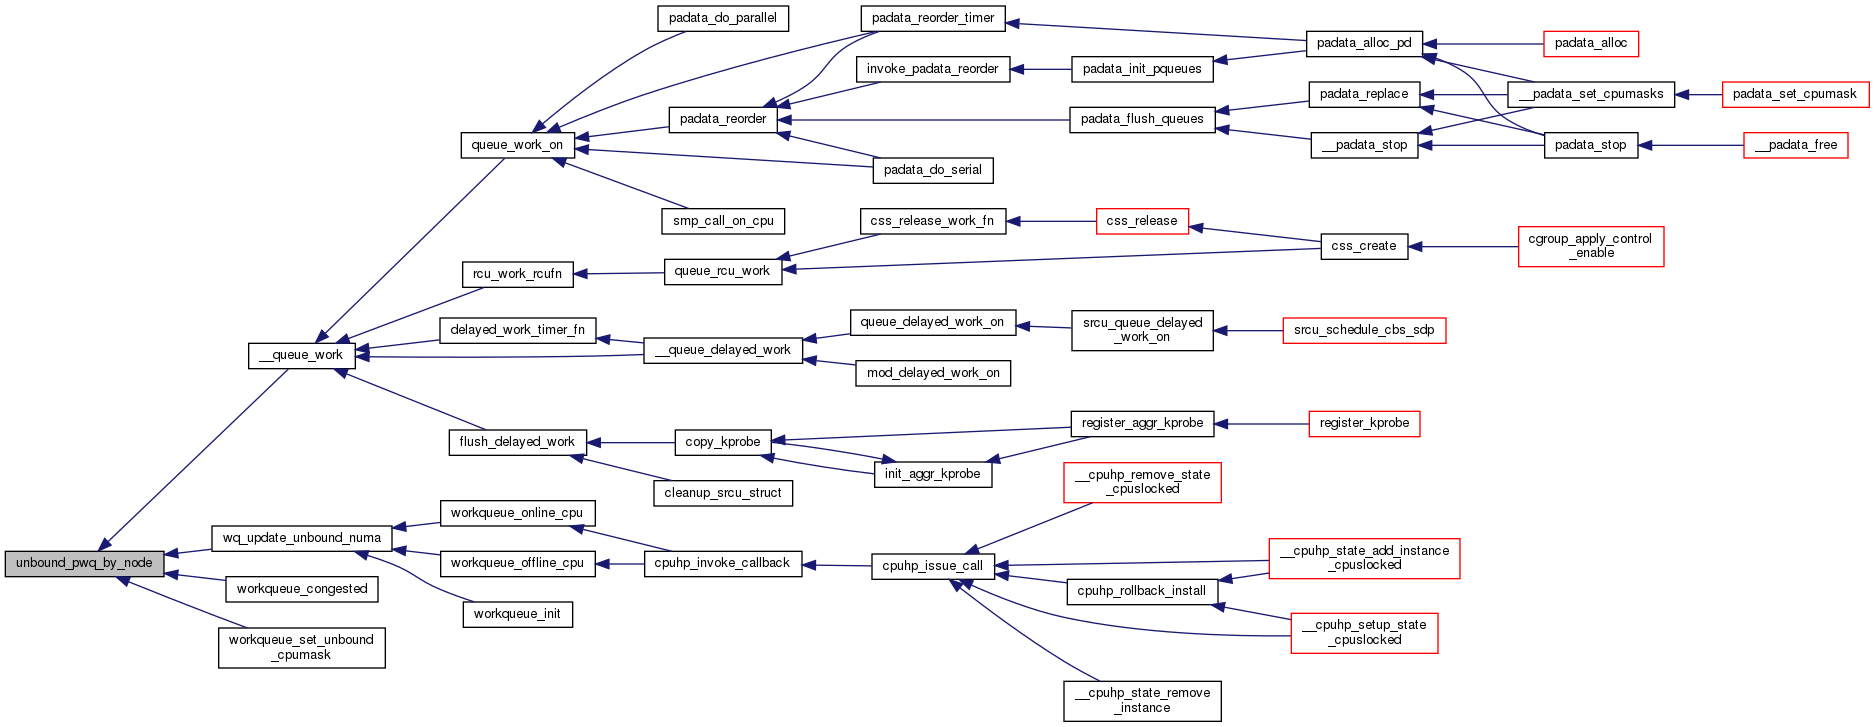 padata_do_parallel
padata_reorder_timer
padata_alloc_pd
padata_alloc
invoke_padata_reorder
padata_init_pqueues
padata_replace
__padata_set_cpumasks
padata_set_cpumask
padata_reorder
padata_flush_queues
queue_work_on
__padata_stop
padata_stop
__padata_free
padata_do_serial
smp_call_on_cpu
css_release_work_fn
css_release
css_create
cgroup_apply_control
_enable
rcu_work_rcufn
queue_rcu_work
delayed_work_timer_fn
queue_delayed_work_on
srcu_queue_delayed
_work_on
srcu_schedule_cbs_sdp
__queue_work
__queue_delayed_work
mod_delayed_work_on
flush_delayed_work
copy_kprobe
register_aggr_kprobe
register_kprobe
init_aggr_kprobe
cleanup_srcu_struct
__cpuhp_remove_state
_cpuslocked
workqueue_online_cpu
wq_update_unbound_numa
unbound_pwq_by_node
workqueue_offline_cpu
cpuhp_invoke_callback
cpuhp_issue_call
__cpuhp_state_add_instance
_cpuslocked
workqueue_congested
cpuhp_rollback_install
workqueue_init
__cpuhp_setup_state
_cpuslocked
workqueue_set_unbound
_cpumask
__cpuhp_state_remove
_instance